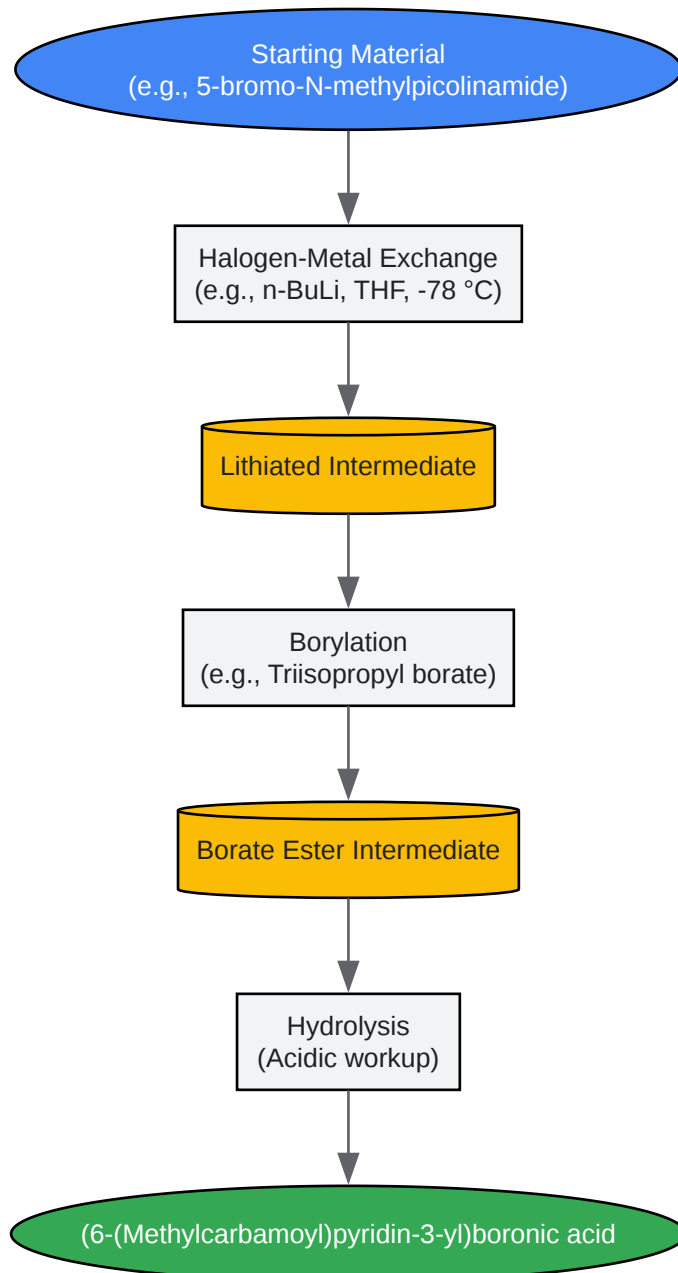 Starting Material
(e.g., 5-bromo-N-methylpicolinamide)
Halogen-Metal Exchange
(e.g., n-BuLi, THF, -78 °C)
Lithiated Intermediate
Borylation
(e.g., Triisopropyl borate)
Borate Ester Intermediate
Hydrolysis
(Acidic workup)
(6-(Methylcarbamoyl)pyridin-3-yl)boronic acid